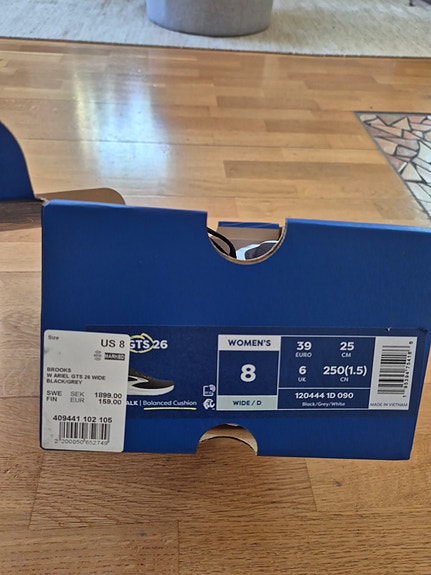 Size
US 8
MARKED
BROOKS
W ARIEL GTS 26 WIDE
BLACK/GREY
SWE SEK 1899.00
FIN EUR 159.00
409441 102 105
GTS 26
ALK | Balanced Cushion
WOMEN'S
8
WIDE / D
39
EURO
25
CM
6
UK
250(1.5)
CN
120444 1D 090
Black/Grey/White
MADE IN VIETNAM